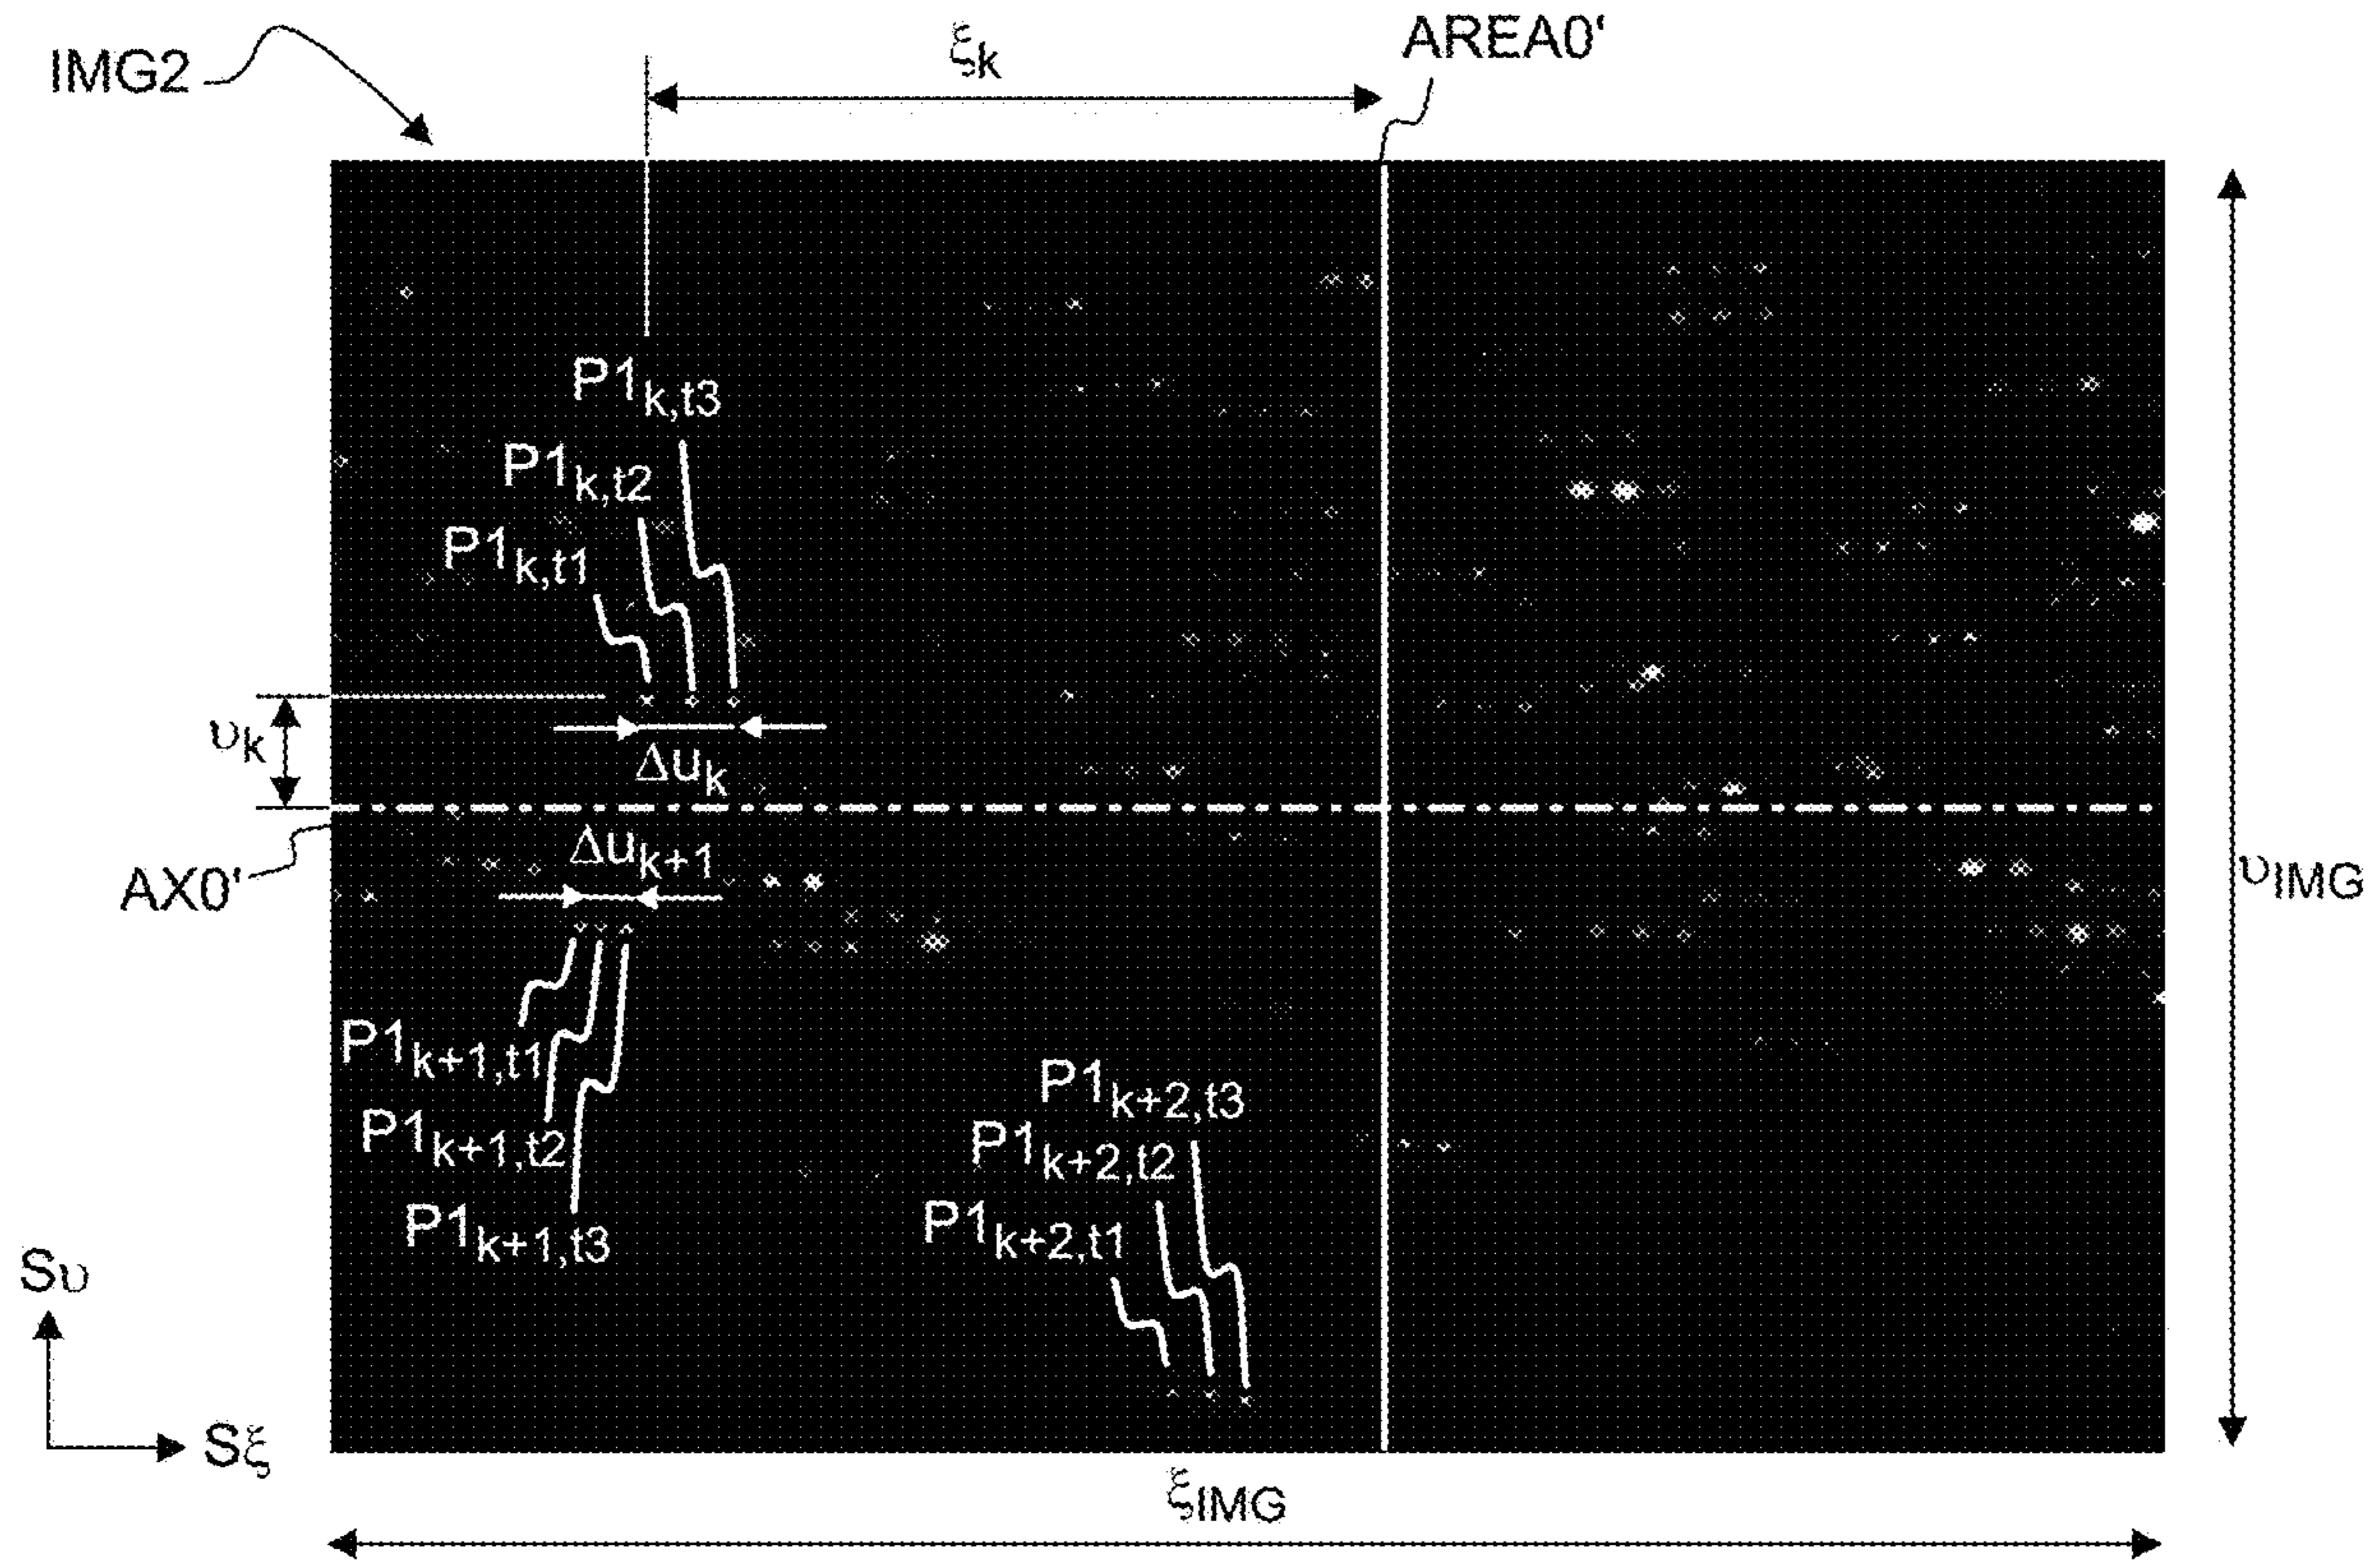 IMG2
ξk
AREA0'
P1k,t3
P1k,t2
P1k,t1
υk
Δuk
AX0'
Δuk+1
υIMG
P1k+1,t1
P1k+1,t2
P1k+1,t3
P1k+2,t3
P1k+2,t2
P1k+2,t1
Sυ
Sξ
ξIMG